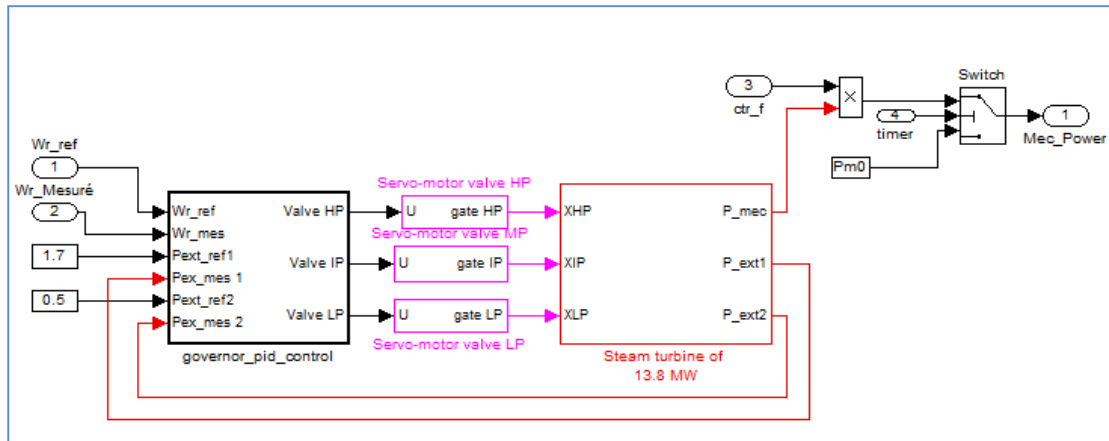 3
ctr_f
×
Switch
4
timer
1
Mec_Power
Pm0
Wr_ref
1
Wr_Mesuré
2
1.7
0.5
Wr_ref
Wr_mes
Pext_ref1
Pex_mes 1
Pext_ref2
Pex_mes 2
Valve HP
Valve IP
Valve LP
governor_pid_control
Servo-motor valve HP
U gate HP
Servo-motor valve MP
U gate IP
U gate LP
Servo-motor valve LP
XHP
XIP
XLP
P_mec
P_ext1
P_ext2
Steam turbine of
13.8 MW